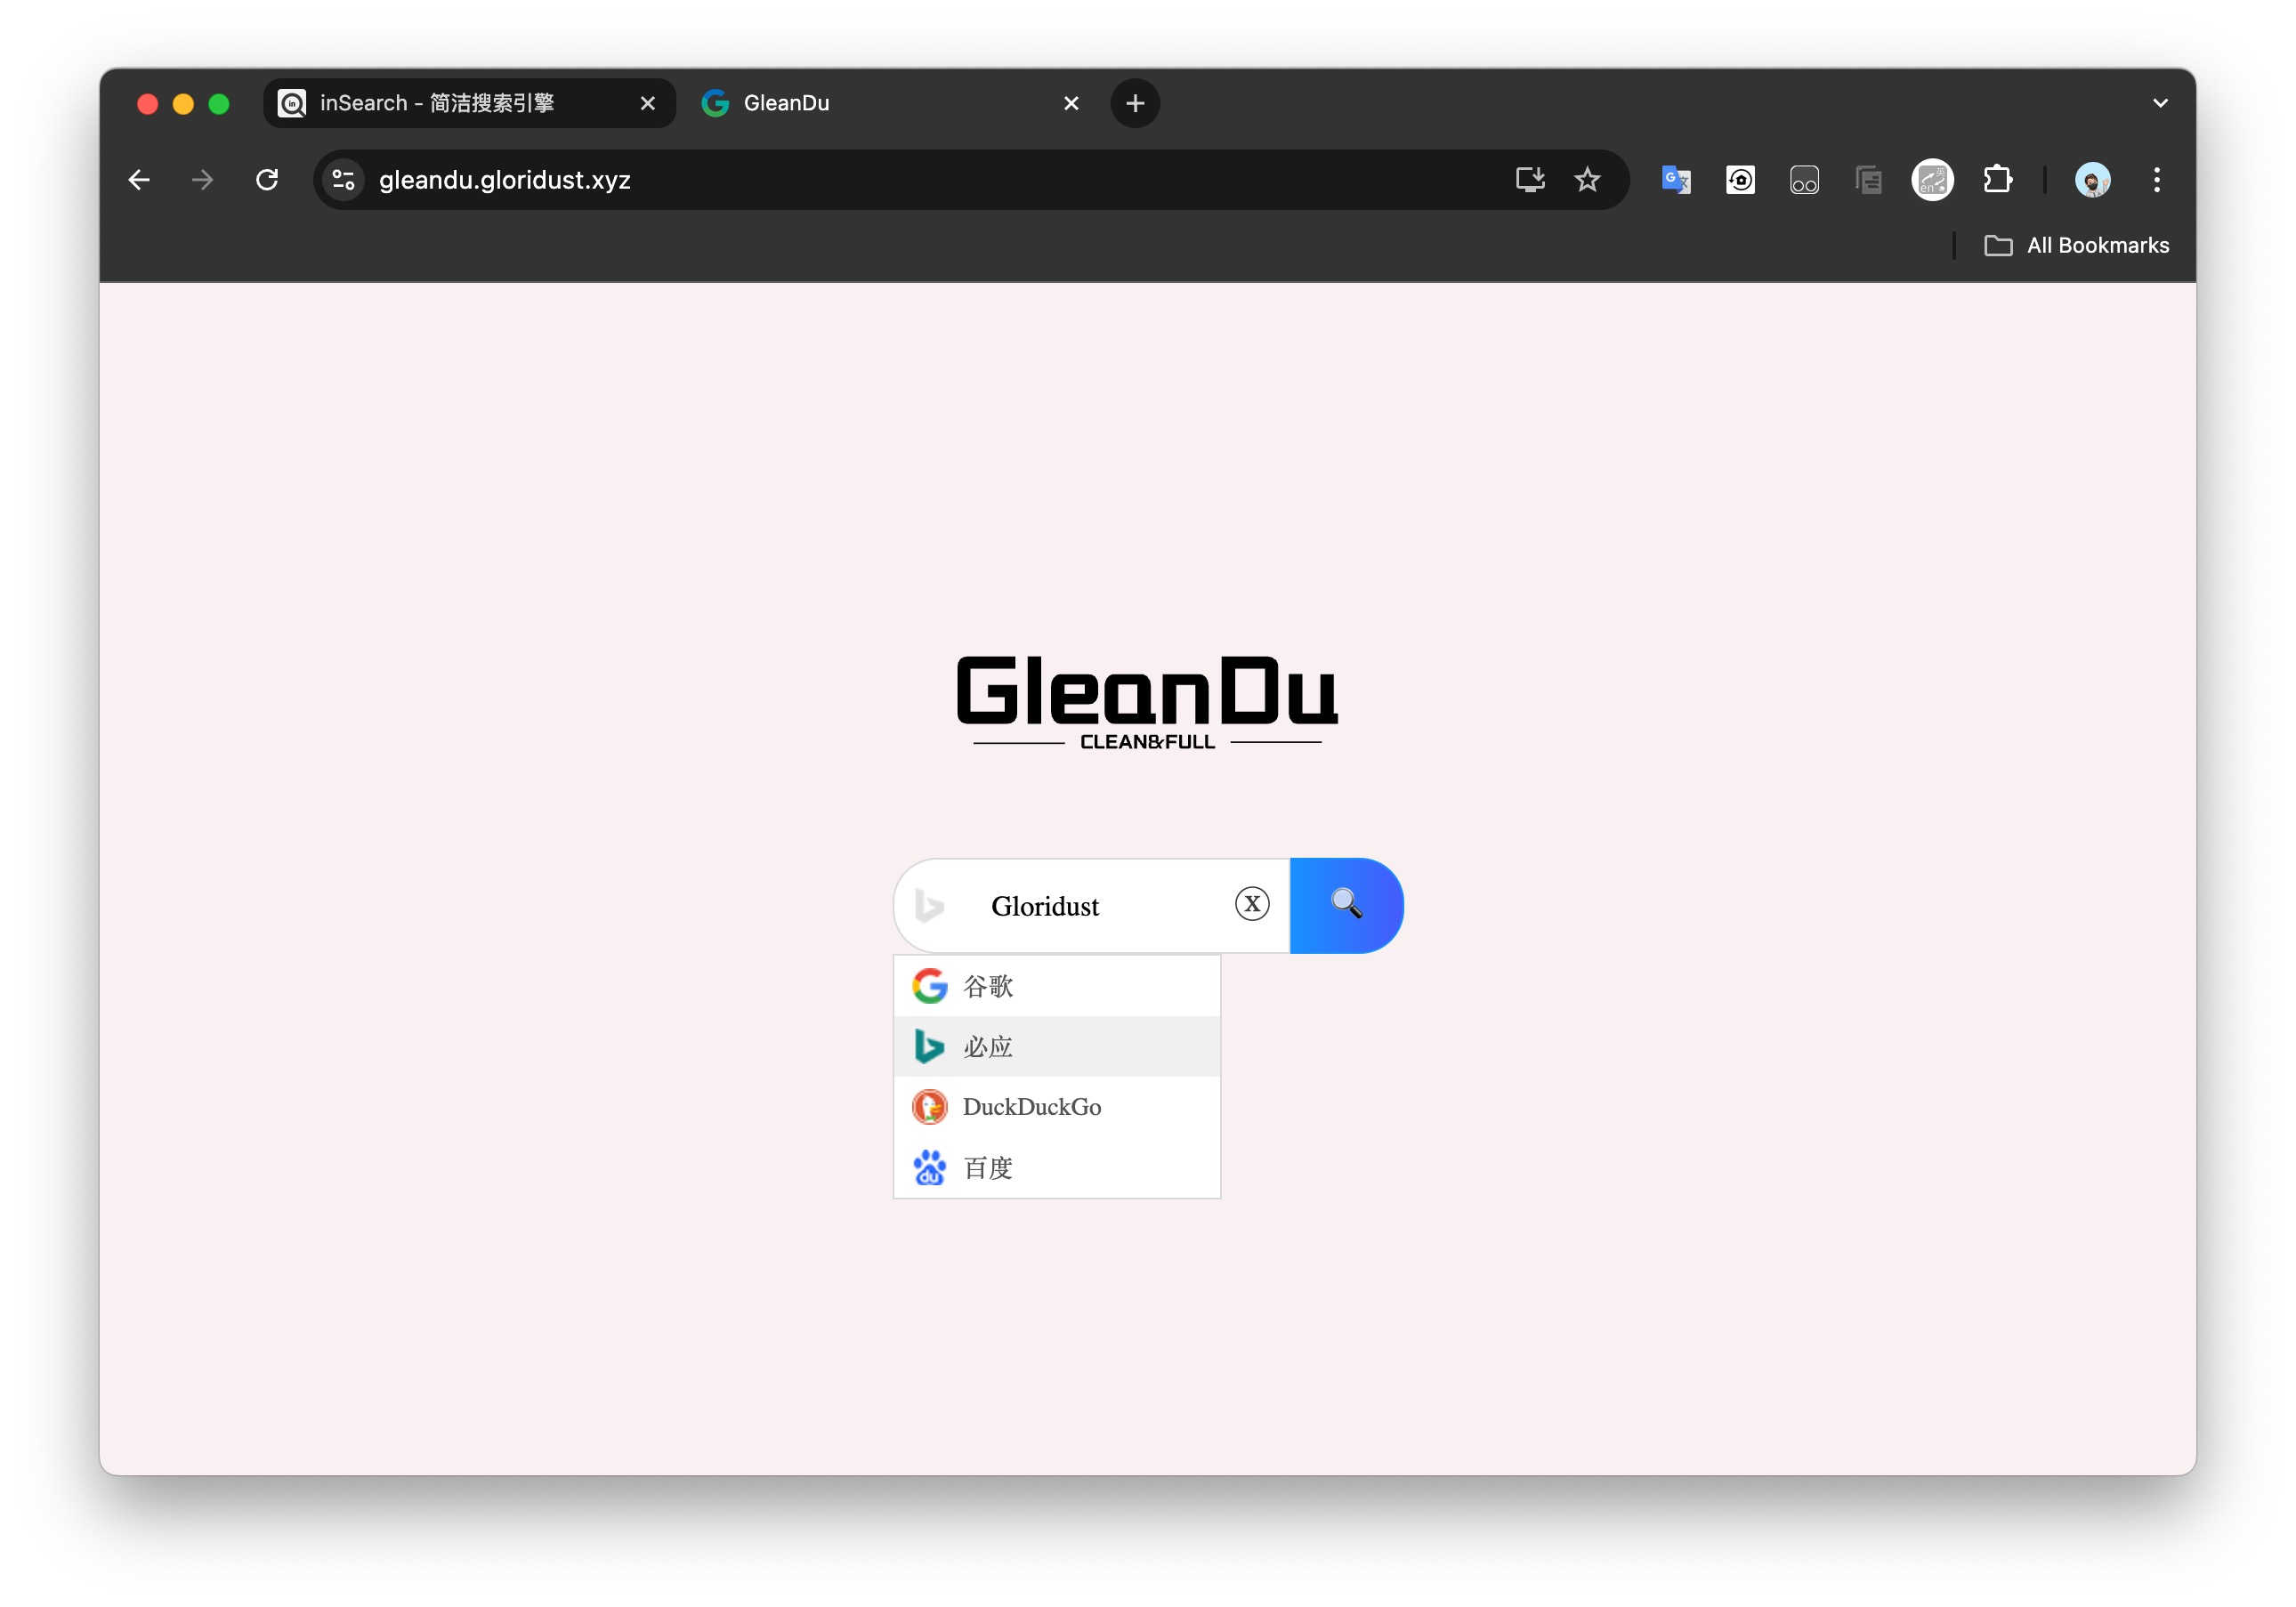 inSearch - 简洁搜索引擎
GleanDu
gleandu.gloridust.xyz
All Bookmarks
GleanDu
CLEAN&FULL
Gloridust
X
谷歌
必应
DuckDuckGo
du
百度